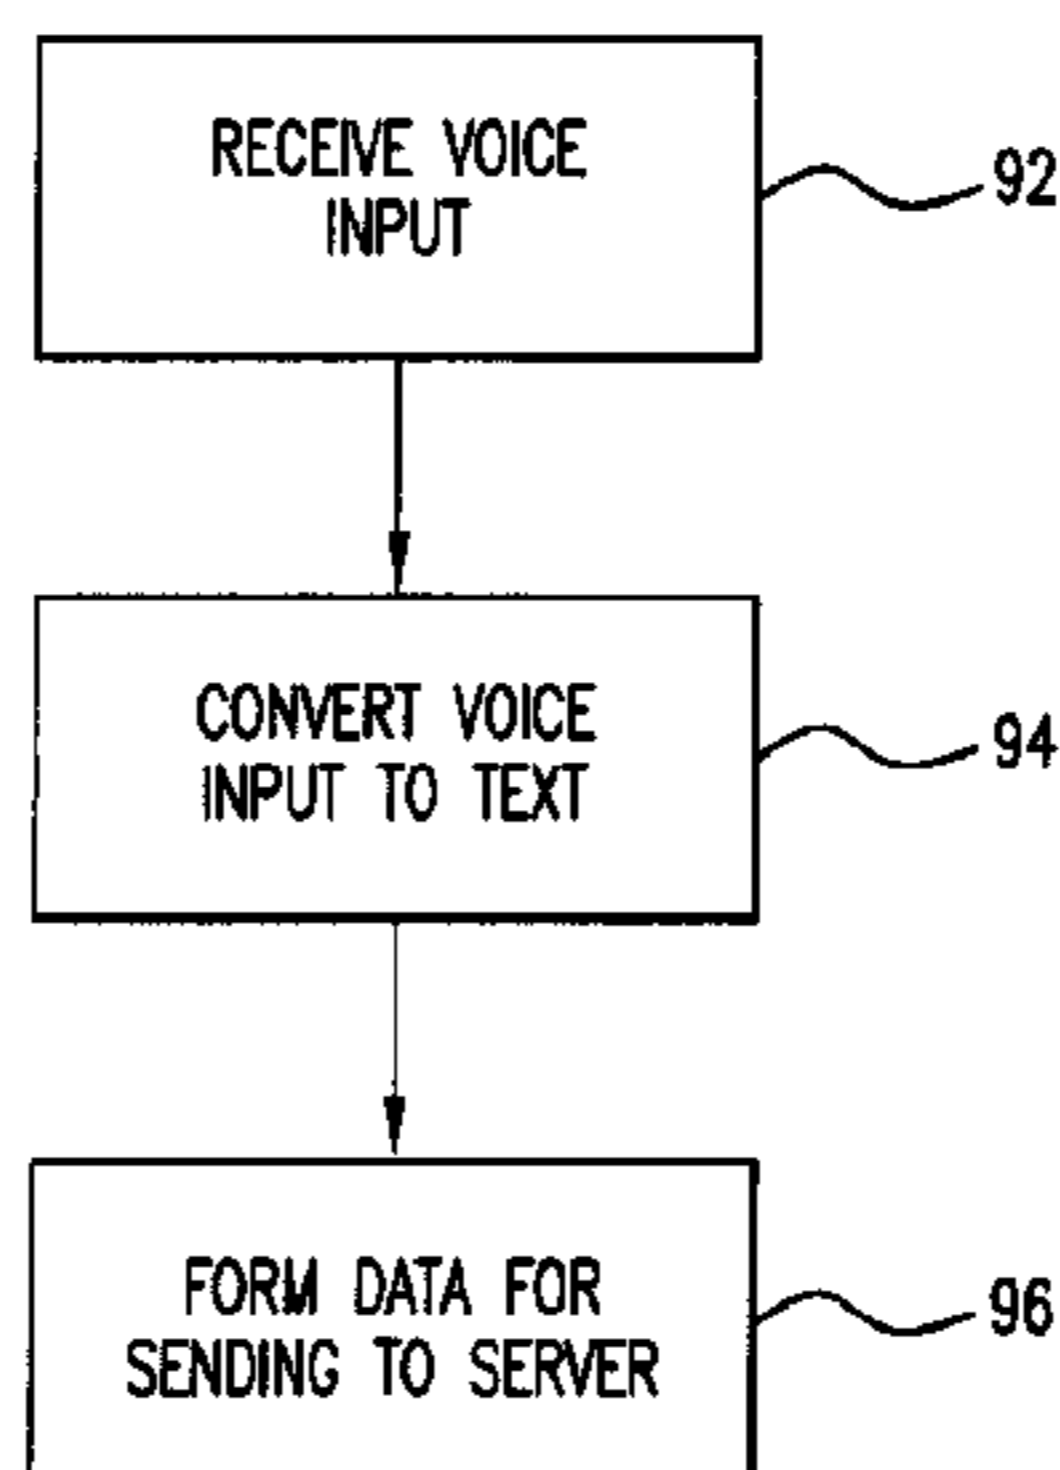 RECEIVE VOICE
INPUT
92
CONVERT VOICE
INPUT TO TEXT
94
FORM DATA FOR
SENDING TO SERVER
96